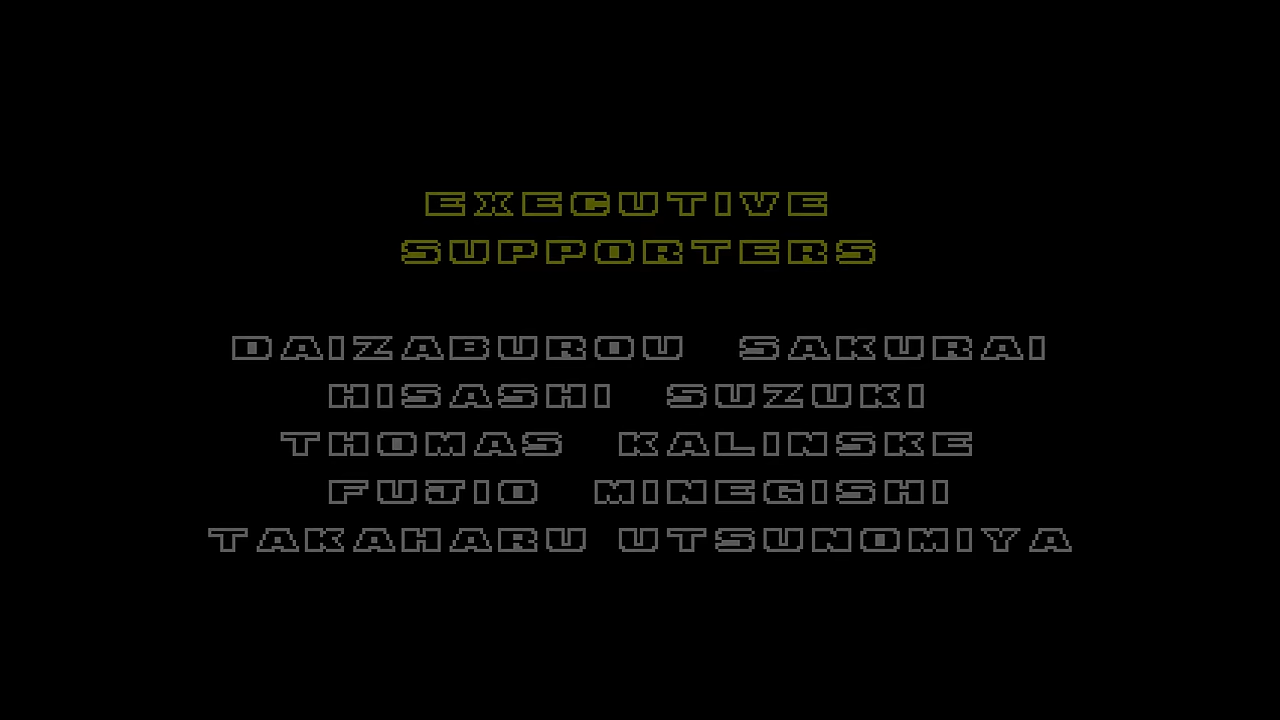 EXECUTIVE
SUPPORTERS
DAIZABUROU SAKURAI
HISASHI SUZUKI
THOMAS KALINSKE
FUJIO MINEGISHI
TAKAHARU UTSUNOMIYA